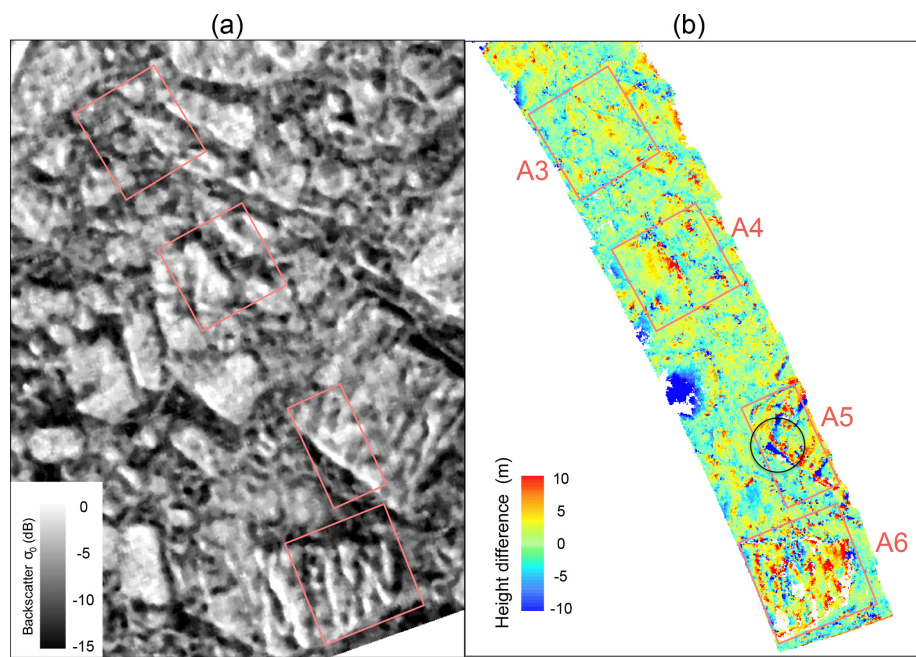 (a)
(b)
A3
A4
A5
A6
Backscatter σ₀ (dB)
0
-5
-10
-15
Height difference (m)
10
5
0
-5
-10